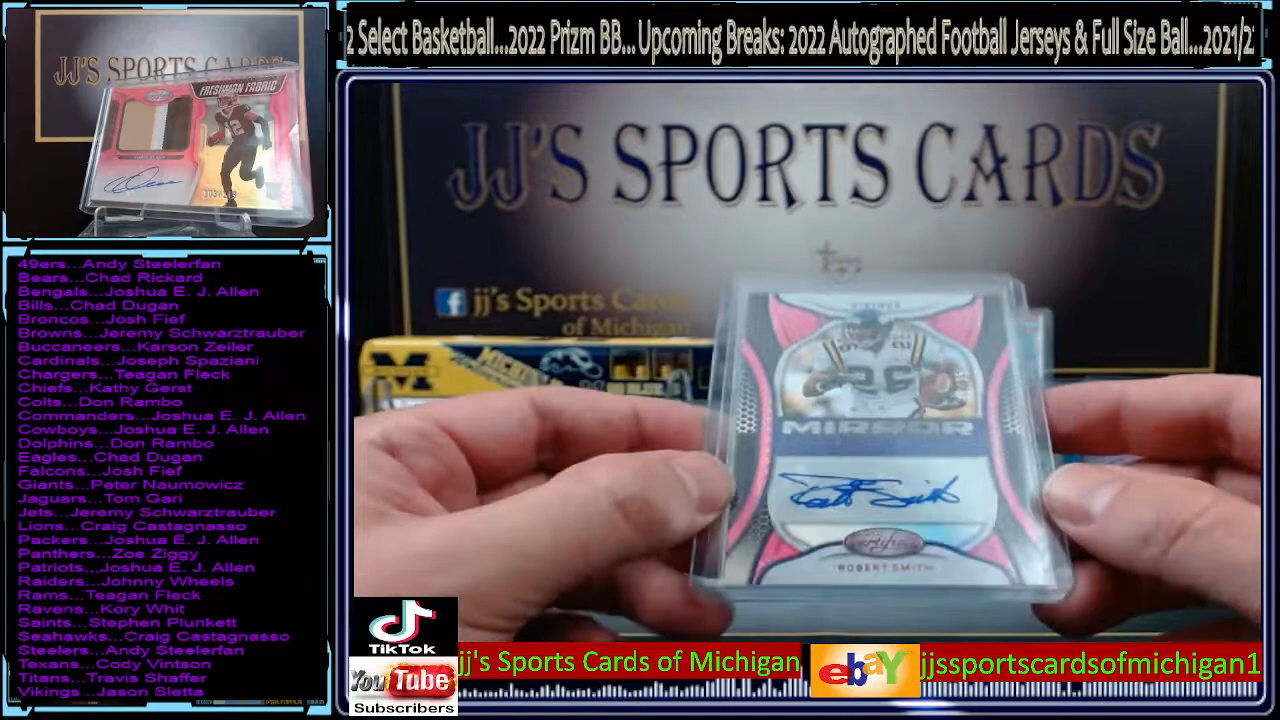 2 Select Basketball...2022 Prizm BB... Upcoming Breaks: 2022 Autographed Football Jerseys & Full Size Ball...2021/2
JJ'S SPORTS CARDS
FRESHMAN FABRIC
12
JJ'S SPORTS CARDS
jj's Sports Cards
of Michigan
M
VIKINGS
26
MIRROR
Robert Smith
Certified
ROBERT SMITH
49ers...Andy Steelerfan
Bears...Chad Rickard
Bengals...Joshua E. J. Allen
Bills...Chad Dugan
Broncos...Josh Fief
Browns...Jeremy Schwarztrauber
Buccaneers...Karson Zeiler
Cardinals...Joseph Spaziani
Chargers...Teagan Fleck
Chiefs...Kathy Gerst
Colts...Don Rambo
Commanders...Joshua E. J. Allen
Cowboys...Joshua E. J. Allen
Dolphins...Don Rambo
Eagles...Chad Dugan
Falcons...Josh Fief
Giants...Peter Naumowicz
Jaguars...Tom Gari
Jets...Jeremy Schwarztrauber
Lions...Craig Castagnasso
Packers...Joshua E. J. Allen
Panthers...Zoe Ziggy
Patriots,,,Joshua E. J. Allen
Raiders...Johnny Wheels
Rams...Teagan Fleck
Ravens...Kory Whit
Saints...Stephen Plunkett
Seahawks...Craig Castagnasso
Steelers...Andy Steelerfan
Texans...Cody Vintson
Titans...Travis Shaffer
Vikings...Jason Sletta
TikTok
YouTube
Subscribers
jj's Sports Cards of Michigan
ebaY
jjssportscardsofmichigan1